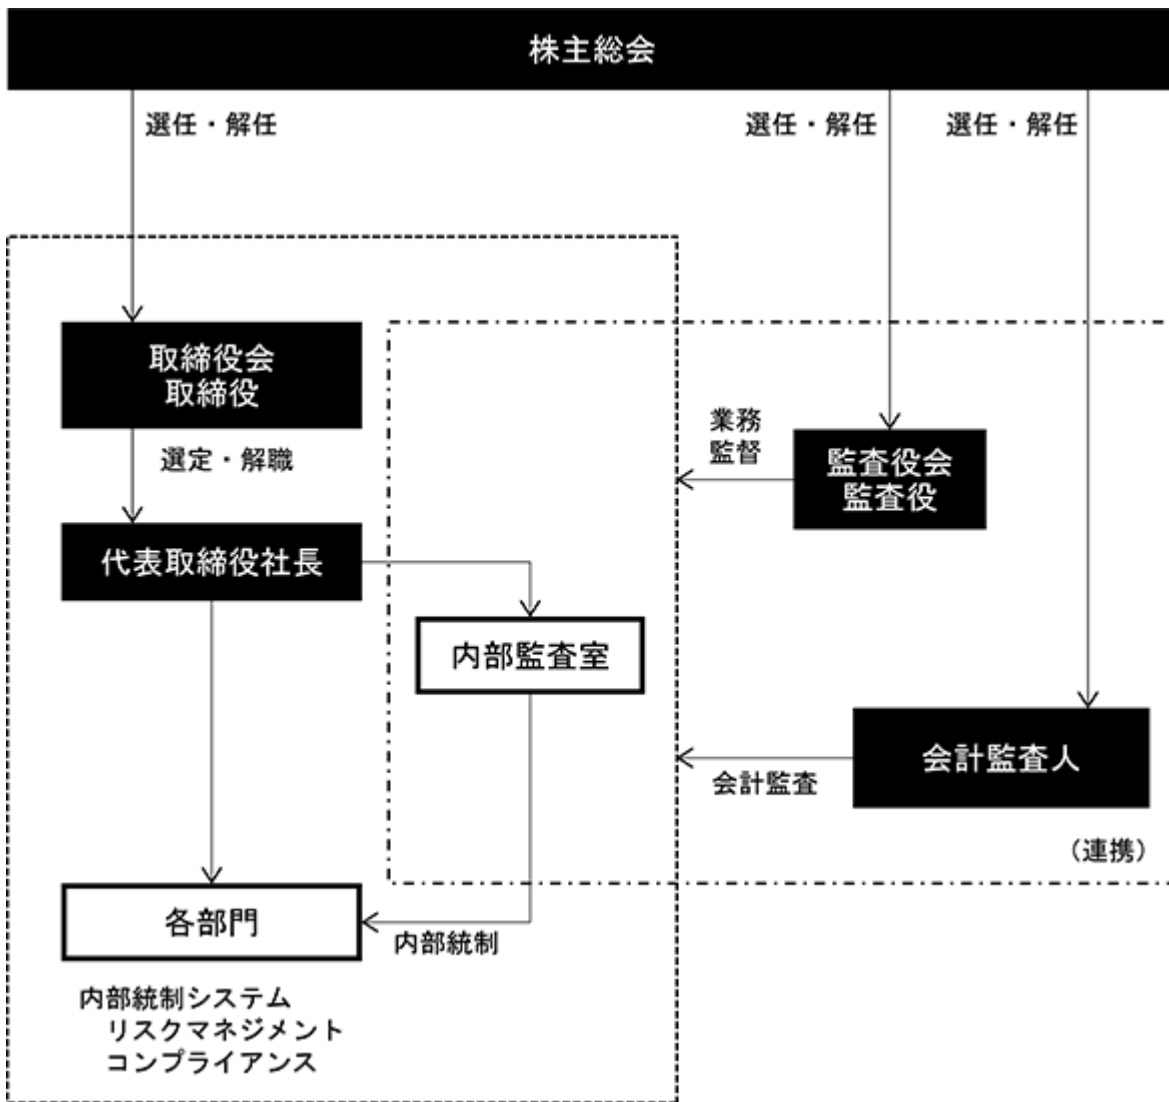 株主総会
選任・解任
選任・解任
選任・解任
取締役会
取締役
選定・解職
業務
監督
監査役会
監査役
代表取締役社長
内部監査室
会計監査人
会計監査
（連携）
各部門
内部統制
内部統制システム
リスクマネジメント
コンプライアンス